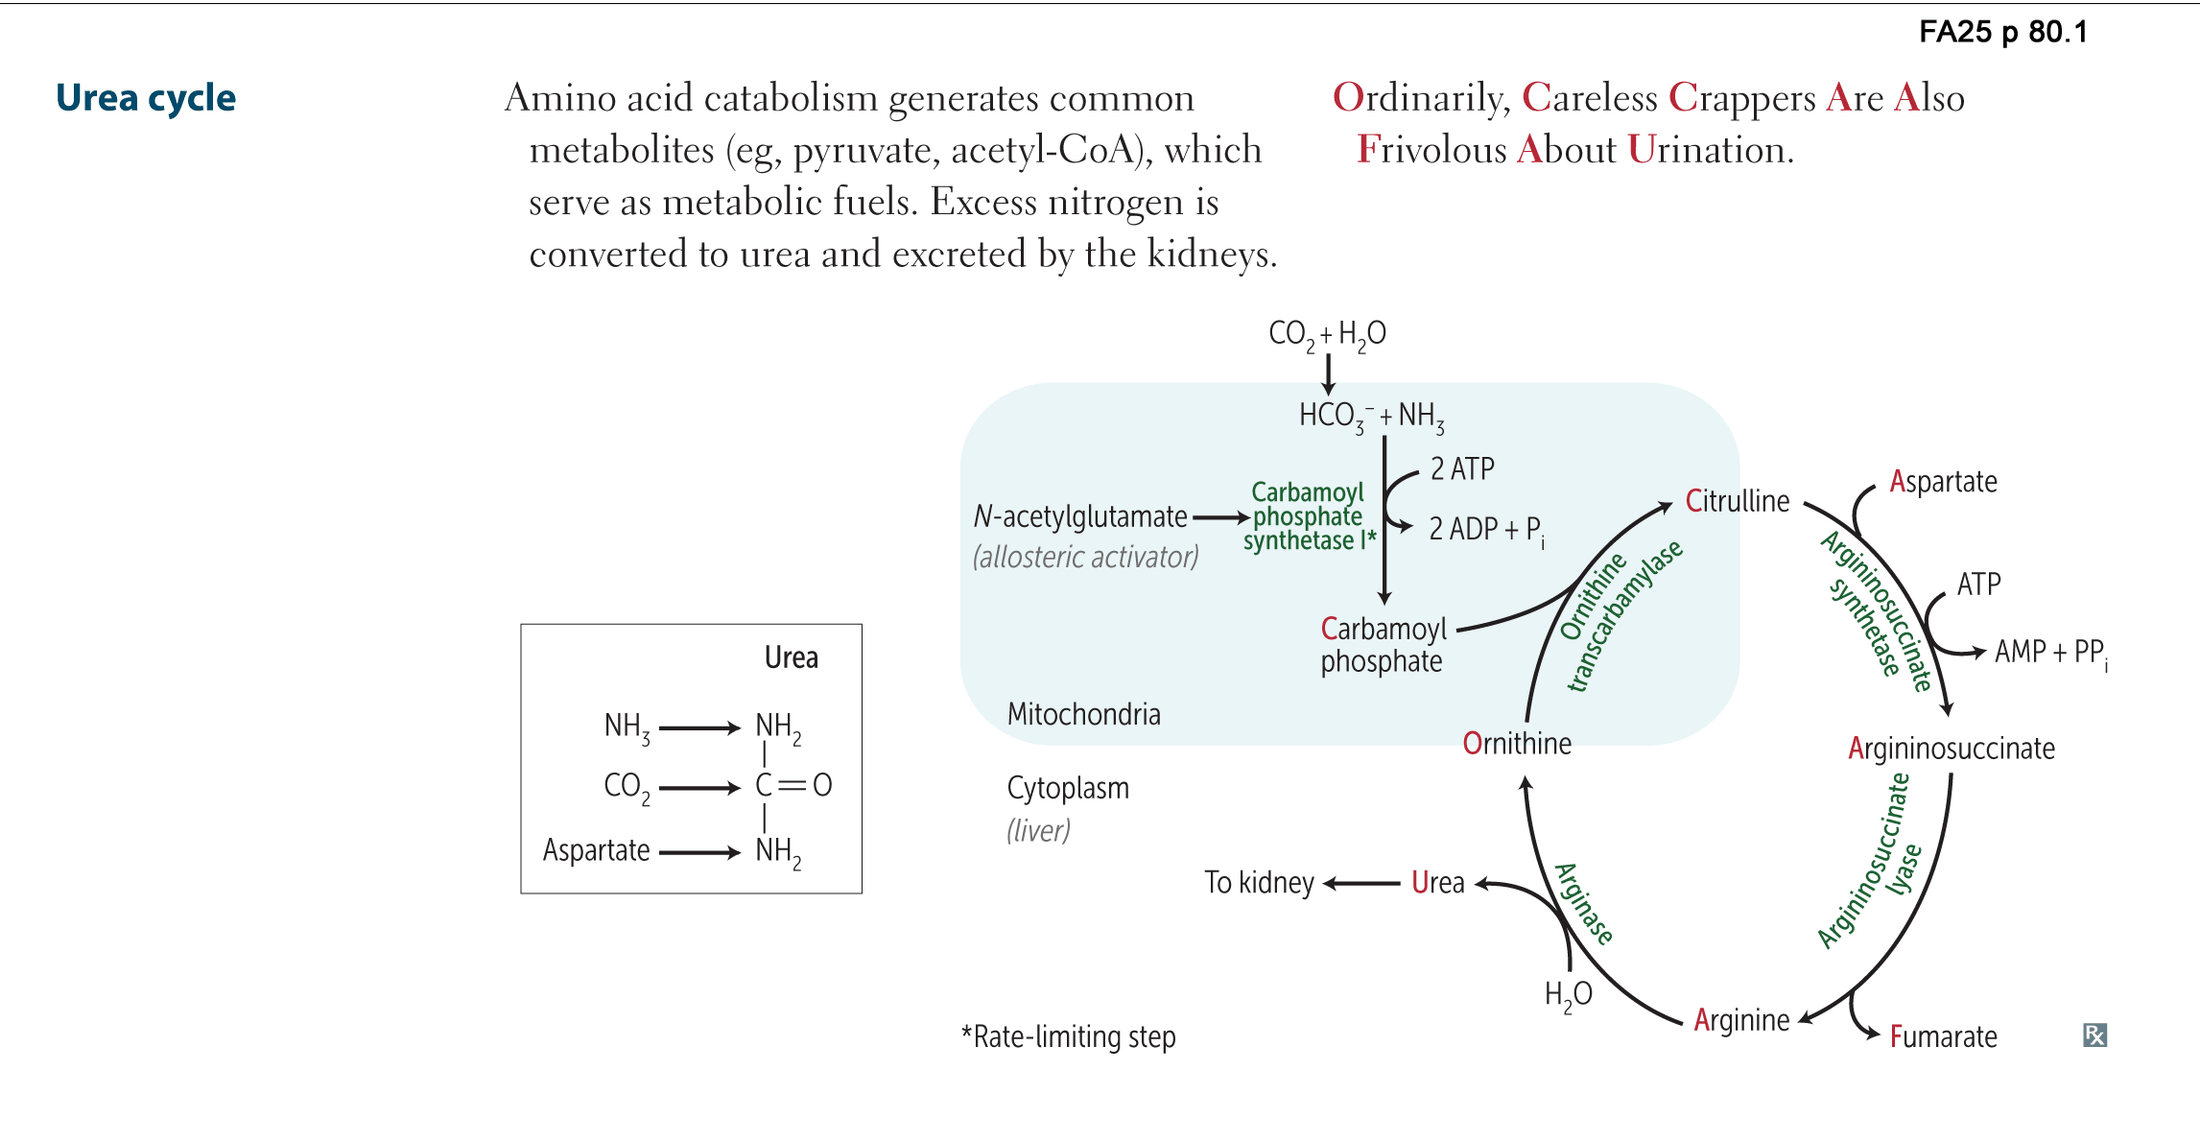 FA25 p 80.1
Urea cycle
Amino acid catabolism generates common
metabolites (eg, pyruvate, acetyl-CoA), which
serve as metabolic fuels. Excess nitrogen is
converted to urea and excreted by the kidneys.
Ordinarily, Careless Crappers Are Also
Frivolous About Urination.
CO₂ + H₂O
HCO₃⁻ + NH₃
2 ATP
N-acetylglutamate
(allosteric activator)
Carbamoyl
phosphate
synthetase I*
2 ADP + Pᵢ
Carbamoyl
phosphate
Ornithine
transcarbamylase
Citrulline
Aspartate
Argininosuccinate
synthetase
ATP
AMP + PPᵢ
Mitochondria
Ornithine
Argininosuccinate
Cytoplasm
(liver)
Argininosuccinate
lyase
To kidney
Urea
Arginase
H₂O
Arginine
Fumarate
*Rate-limiting step
Rx
Urea
NH₃
NH₂
CO₂
C=O
Aspartate
NH₂